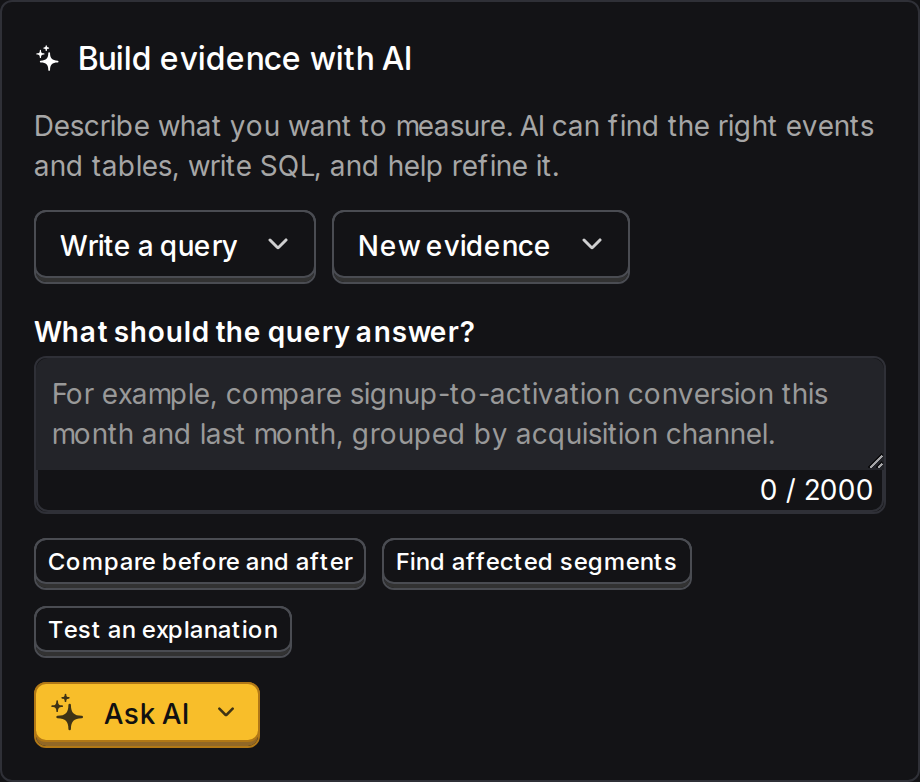 Build evidence with AI
Describe what you want to measure. AI can find the right events
and tables, write SQL, and help refine it.
Write a query
New evidence
What should the query answer?
For example, compare signup-to-activation conversion this
month and last month, grouped by acquisition channel.
0 / 2000
Compare before and after
Find affected segments
Test an explanation
Ask AI